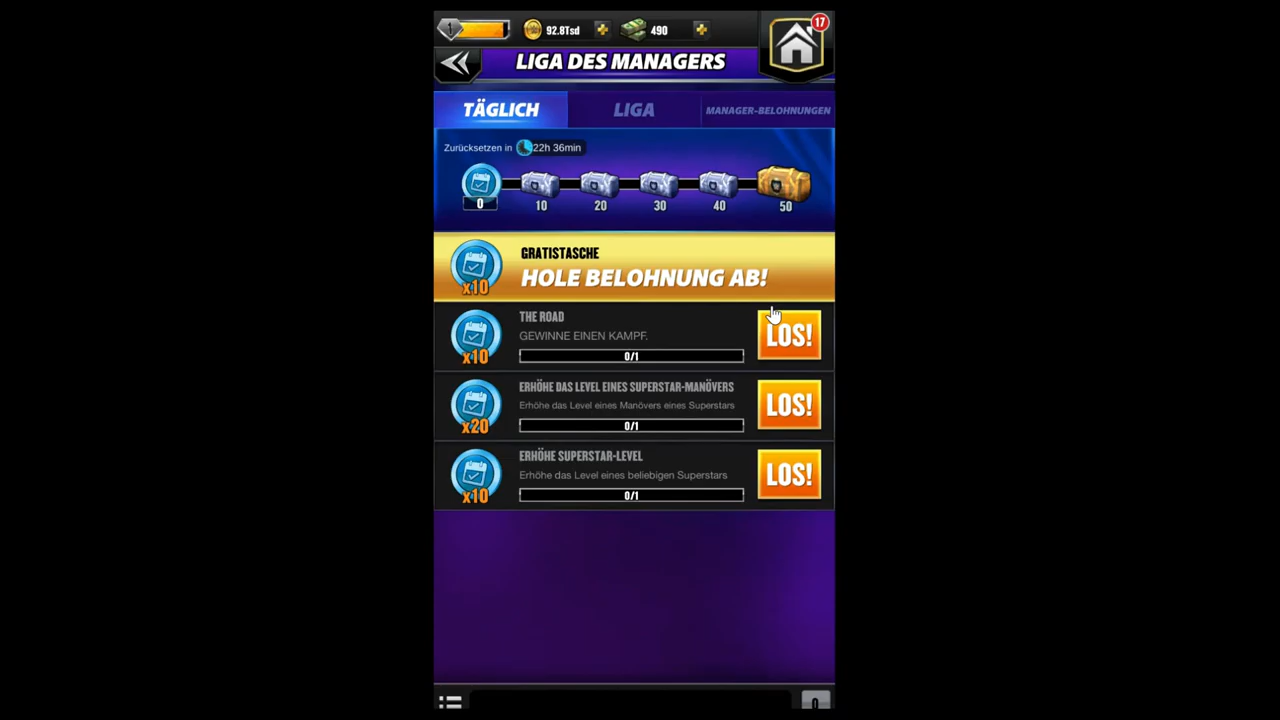 1 92.8Tsd 490 17
LIGA DES MANAGERS
TÄGLICH LIGA MANAGER-BELOHNUNGEN
Zurücksetzen in 22h 36min
0 10 20 30 40 50
GRATISTASCHE
HOLE BELOHNUNG AB!
x10
THE ROAD
GEWINNE EINEN KAMPF.
LOS!
x10 0/1
ERHÖHE DAS LEVEL EINES SUPERSTAR-MANÖVERS
Erhöhe das Level eines Manövers eines Superstars
LOS!
x20 0/1
ERHÖHE SUPERSTAR-LEVEL
Erhöhe das Level eines beliebigen Superstars
LOS!
x10 0/1
0